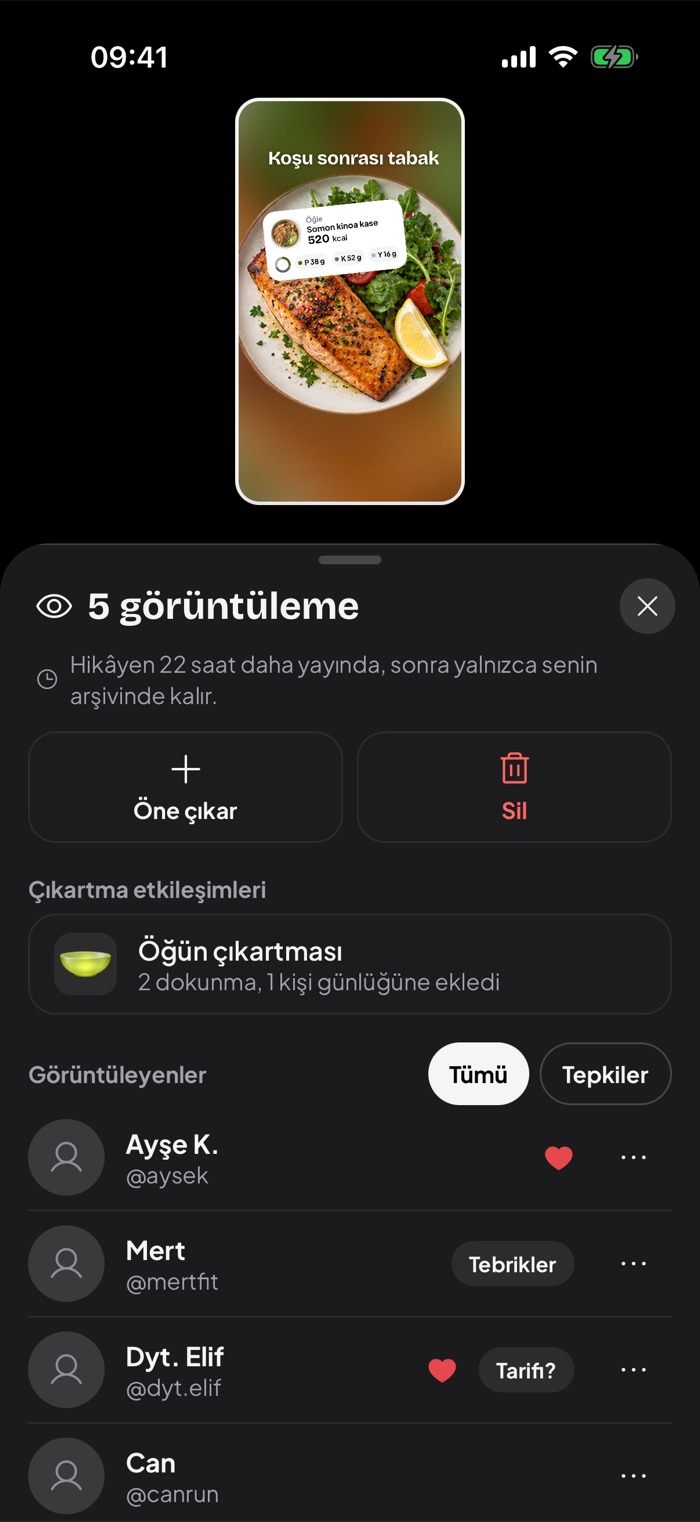 09:41
Koşu sonrası tabak
Öğle
Somon kinoa kase
520 kcal
P 38 g K 52 g Y 16 g
5 görüntüleme
Hikâyen 22 saat daha yayında, sonra yalnızca senin
arşivinde kalır.
Öne çıkar
Sil
Çıkartma etkileşimleri
Öğün çıkartması
2 dokunma, 1 kişi günlüğüne ekledi
Görüntüleyenler
Tümü
Tepkiler
Ayşe K.
@aysek
Mert
@mertfit
Tebrikler
Dyt. Elif
@dyt.elif
Tarifi?
Can
@canrun